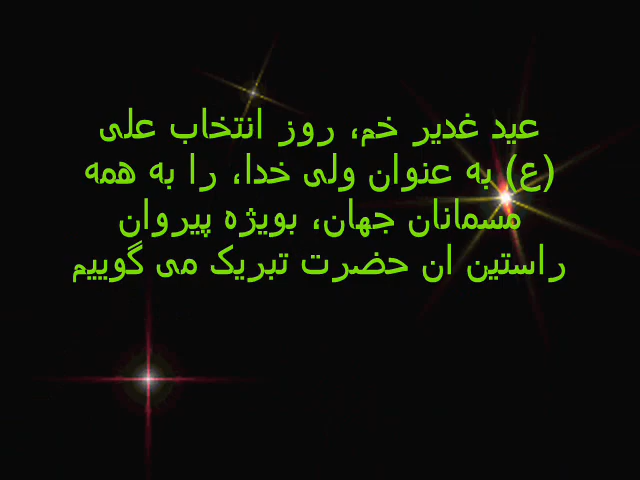 عید غدیر خم، روز انتخاب علی
(ع) به عنوان ولی خدا، را به همه
مسمانان جهان، بویژه پیروان
راستین ان حضرت تبریک می گوییم